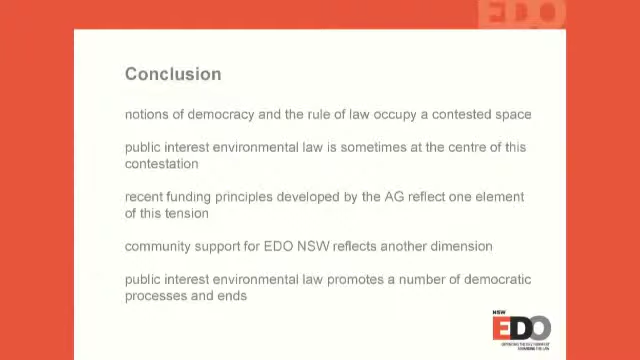 EDO
Conclusion
notions of democracy and the rule of law occupy a contested space
public interest environmental law is sometimes at the centre of this
contestation
recent funding principles developed by the AG reflect one element
of this tension
community support for EDO NSW reflects another dimension
public interest environmental law promotes a number of democratic
processes and ends
NSW
EDO